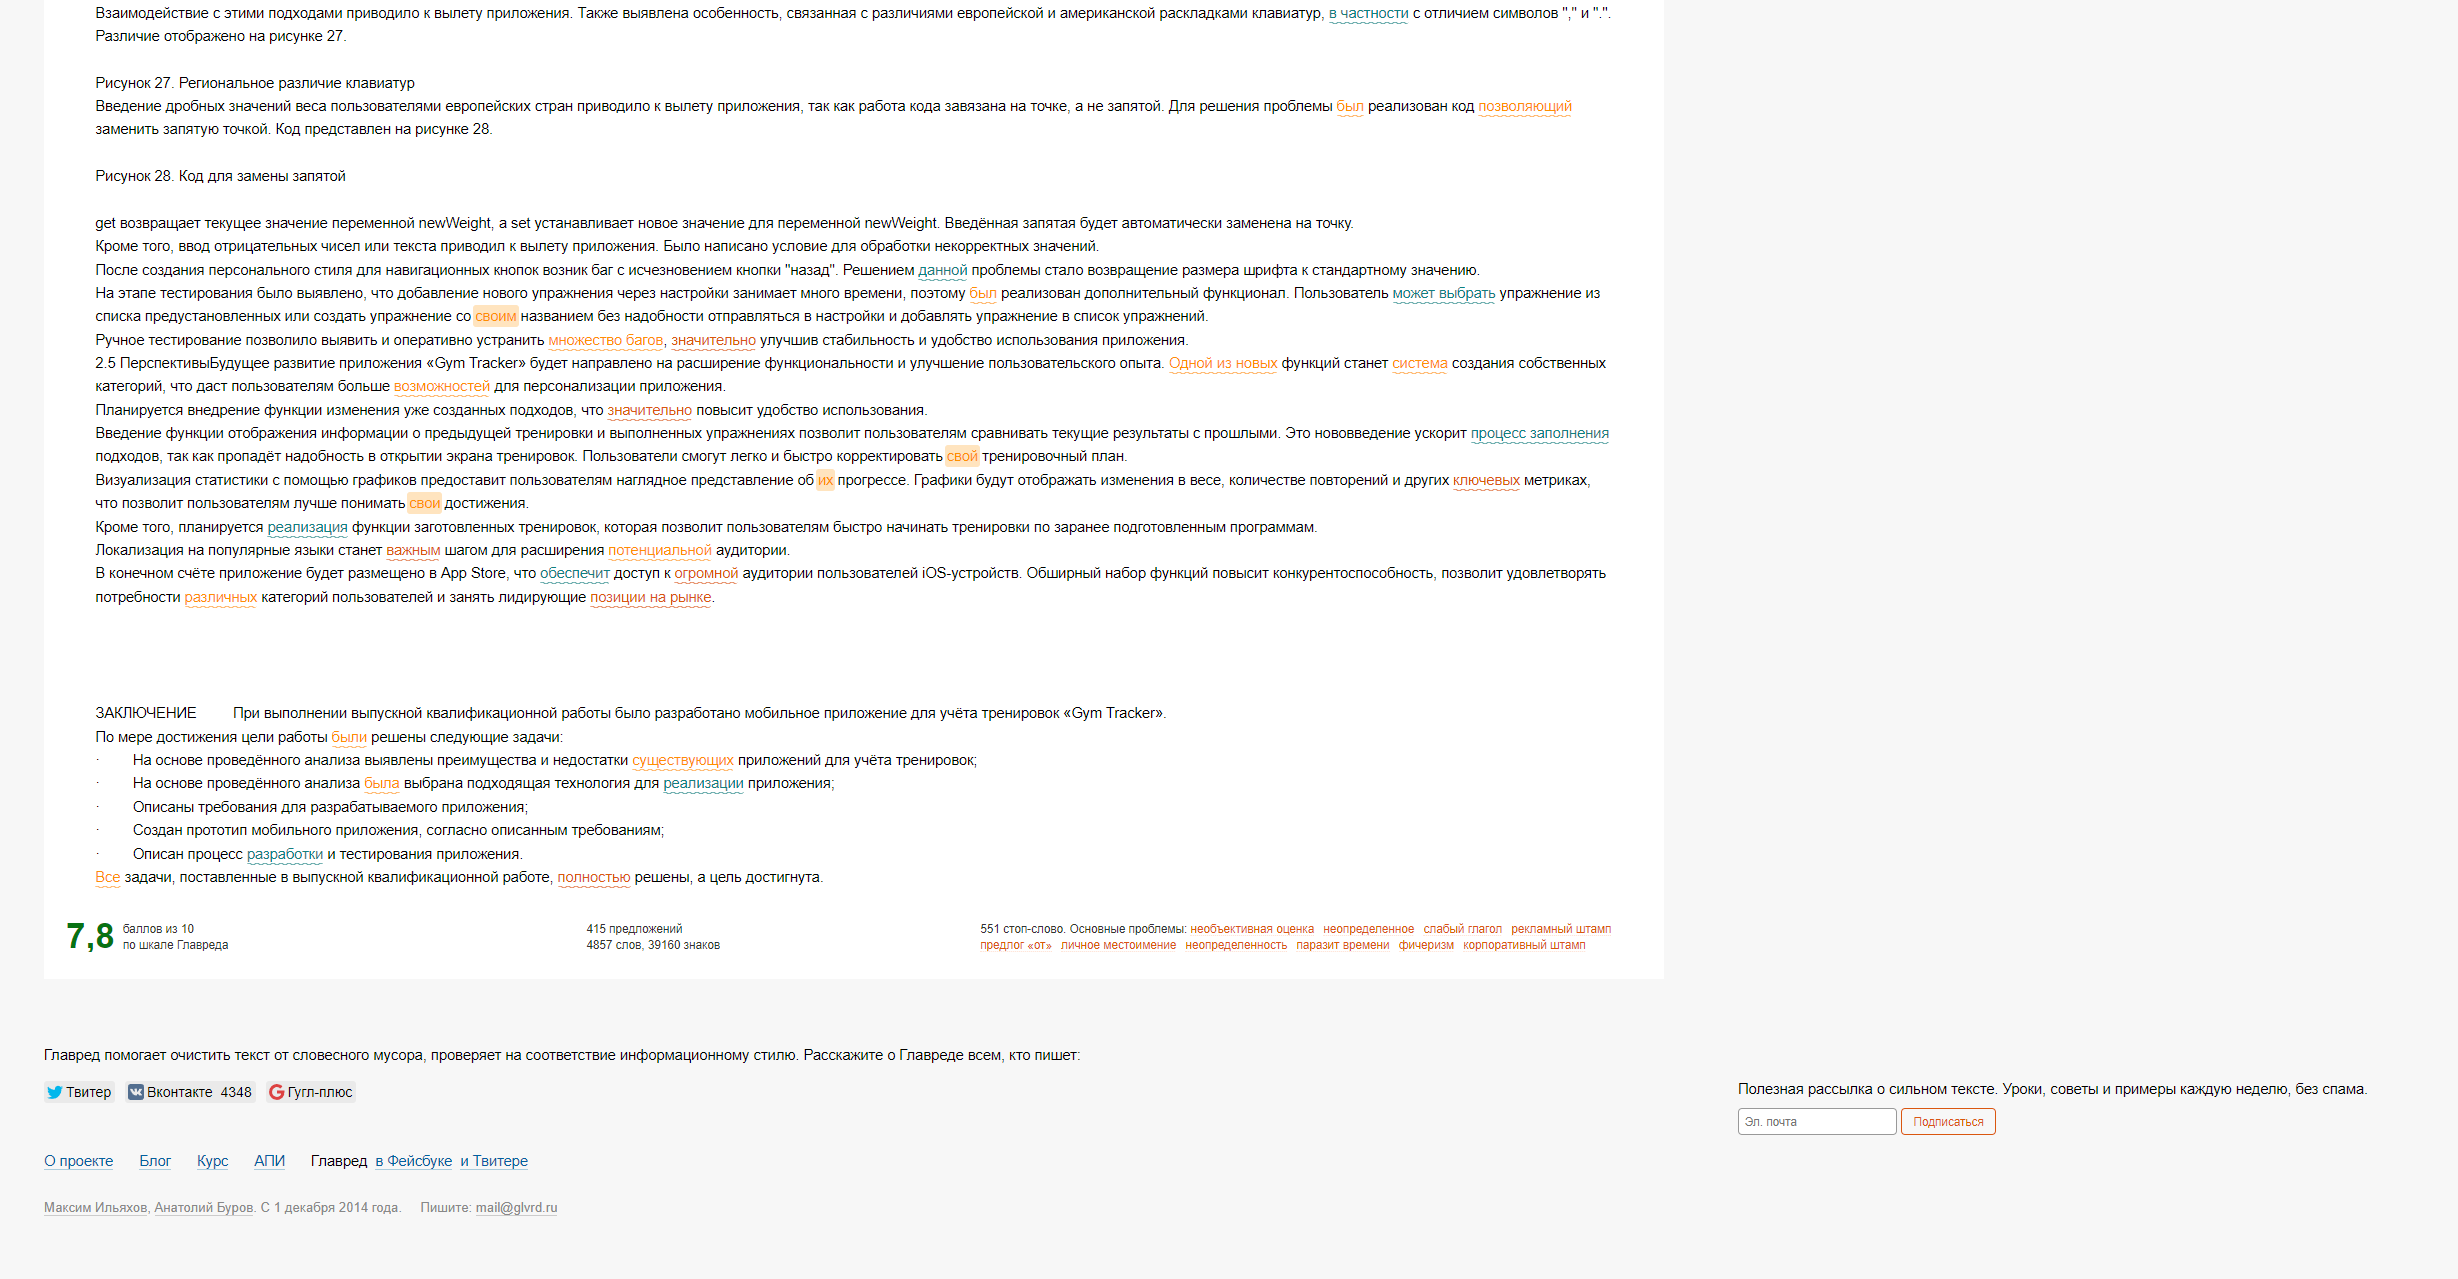 Взаимодействие с этими подходами приводило к вылету приложения. Также выявлена особенность, связанная с различиями европейской и американской раскладками клавиатур, в частности с отличием символов "," и ".".
Различие отображено на рисунке 27.
Рисунок 27. Региональное различие клавиатур
Введение дробных значений веса пользователями европейских стран приводило к вылету приложения, так как работа кода завязана на точке, а не запятой. Для решения проблемы был реализован код позволяющий
заменить запятую точкой. Код представлен на рисунке 28.
Рисунок 28. Код для замены запятой
get возвращает текущее значение переменной newWeight, а set устанавливает новое значение для переменной newWeight. Введённая запятая будет автоматически заменена на точку.
Кроме того, ввод отрицательных чисел или текста приводил к вылету приложения. Было написано условие для обработки некорректных значений.
После создания персонального стиля для навигационных кнопок возник баг с исчезновением кнопки "назад". Решением данной проблемы стало возвращение размера шрифта к стандартному значению.
На этапе тестирования было выявлено, что добавление нового упражнения через настройки занимает много времени, поэтому был реализован дополнительный функционал. Пользователь может выбрать упражнение из
списка предустановленных или создать упражнение со своим названием без надобности отправляться в настройки и добавлять упражнение в список упражнений.
Ручное тестирование позволило выявить и оперативно устранить множество багов, значительно улучшив стабильность и удобство использования приложения.
2.5 ПерспективыБудущее развитие приложения «Gym Tracker» будет направлено на расширение функциональности и улучшение пользовательского опыта. Одной из новых функций станет система создания собственных
категорий, что даст пользователям больше возможностей для персонализации приложения.
Планируется внедрение функции изменения уже созданных подходов, что значительно повысит удобство использования.
Введение функции отображения информации о предыдущей тренировки и выполненных упражнениях позволит пользователям сравнивать текущие результаты с прошлыми. Это нововведение ускорит процесс заполнения
подходов, так как пропадёт надобность в открытии экрана тренировок. Пользователи смогут легко и быстро корректировать свой тренировочный план.
Визуализация статистики с помощью графиков предоставит пользователям наглядное представление об их прогрессе. Графики будут отображать изменения в весе, количестве повторений и других ключевых метриках,
что позволит пользователям лучше понимать свои достижения.
Кроме того, планируется реализация функции заготовленных тренировок, которая позволит пользователям быстро начинать тренировки по заранее подготовленным программам.
Локализация на популярные языки станет важным шагом для расширения потенциальной аудитории.
В конечном счёте приложение будет размещено в App Store, что обеспечит доступ к огромной аудитории пользователей iOS-устройств. Обширный набор функций повысит конкурентоспособность, позволит удовлетворять
потребности различных категорий пользователей и занять лидирующие позиции на рынке.
ЗАКЛЮЧЕНИЕ При выполнении выпускной квалификационной работы было разработано мобильное приложение для учёта тренировок «Gym Tracker».
По мере достижения цели работы были решены следующие задачи:
· На основе проведённого анализа выявлены преимущества и недостатки существующих приложений для учёта тренировок;
· На основе проведённого анализа была выбрана подходящая технология для реализации приложения;
· Описаны требования для разрабатываемого приложения;
· Создан прототип мобильного приложения, согласно описанным требованиям;
· Описан процесс разработки и тестирования приложения.
Все задачи, поставленные в выпускной квалификационной работе, полностью решены, а цель достигнута.
7,8 баллов из 10 415 предложений 551 стоп-слово. Основные проблемы: необъективная оценка неопределенное слабый глагол рекламный штамп
по шкале Главреда 4857 слов, 39160 знаков предлог «от» личное местоимение неопределенность паразит времени фичеризм корпоративный штамп
Главред помогает очистить текст от словесного мусора, проверяет на соответствие информационному стилю. Расскажите о Главреде всем, кто пишет:
Твитер Вконтакте 4348 Гугл-плюс
Полезная рассылка о сильном тексте. Уроки, советы и примеры каждую неделю, без спама.
Эл. почта Подписаться
О проекте Блог Курс АПИ Главред в Фейсбуке и Твитере
Максим Ильяхов, Анатолий Буров. С 1 декабря 2014 года. Пишите: mail@glvrd.ru